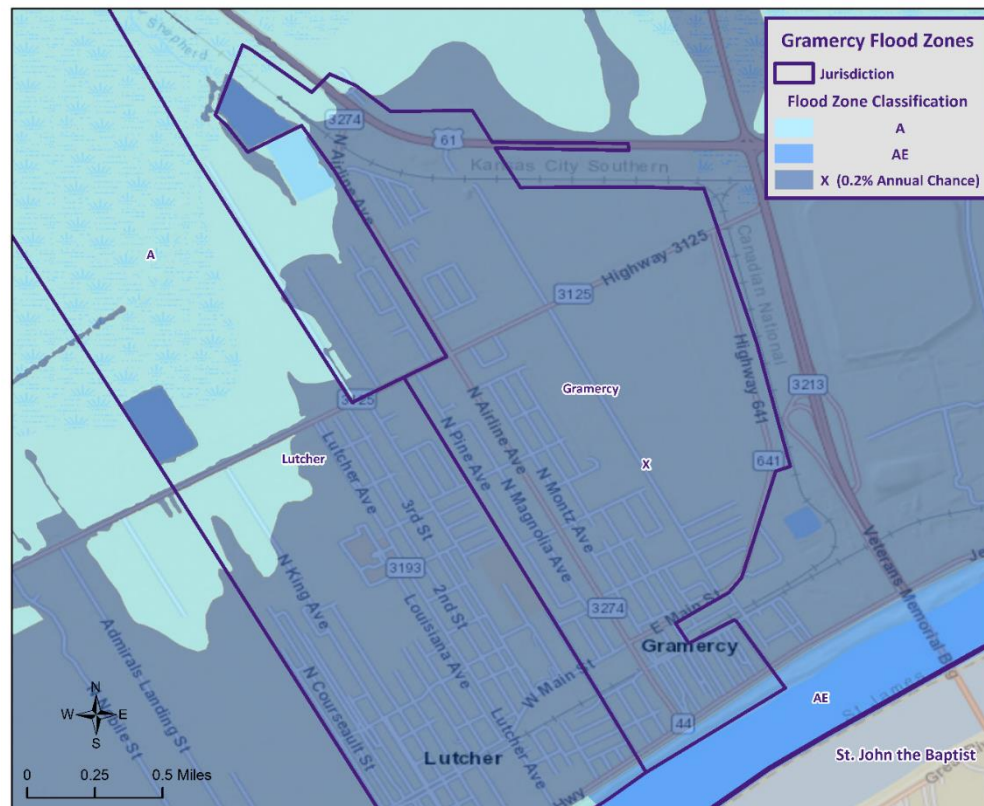 Gramercy Flood Zones
Jurisdiction
Flood Zone Classification
A
AE
X (0.2% Annual Chance)
Shepherd
3274
61
N Airline Ave
Kansas City Southern
A
Highway 3125
Canadian National
3125
Highway 641
3213
Gramercy
3125
Lutcher
N Pine Ave
N Airline Ave
X
641
Lutcher Ave
N Montz Ave
N Magnolia Ave
3rd St
3193
2nd St
N King Ave
Louisiana Ave
3274
E Main St
Gramercy
Veterans Memorial
Admirals Landing St
W Main St
N Courseault St
Lutcher Ave
44
AE
St. James
N
W E
S
Lutcher
St. John the Baptist
0 0.25 0.5 Miles
Hwy